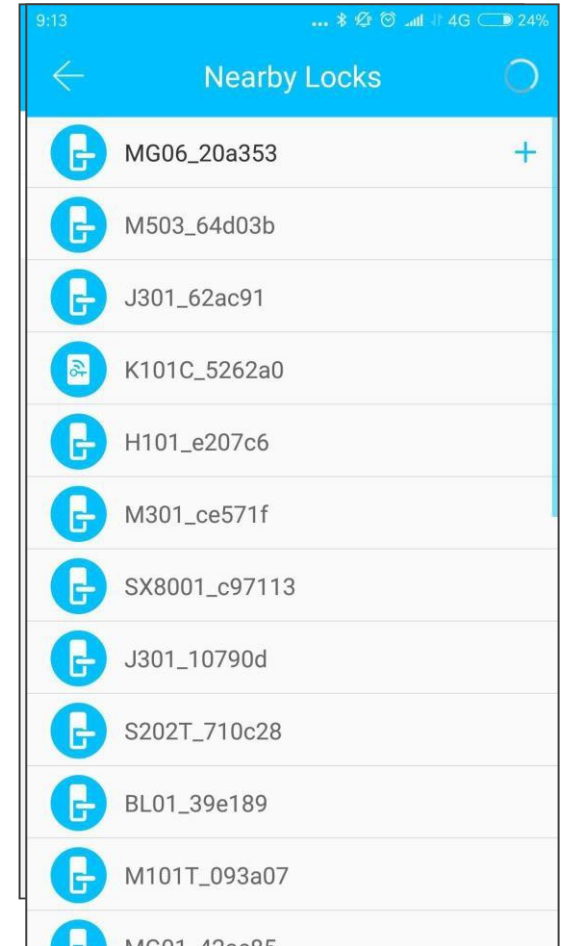 9:13 ... 4G 24%
Nearby Locks
MG06_20a353 +
M503_64d03b
J301_62ac91
K101C_5262a0
H101_e207c6
M301_ce571f
SX8001_c97113
J301_10790d
S202T_710c28
BL01_39e189
M101T_093a07